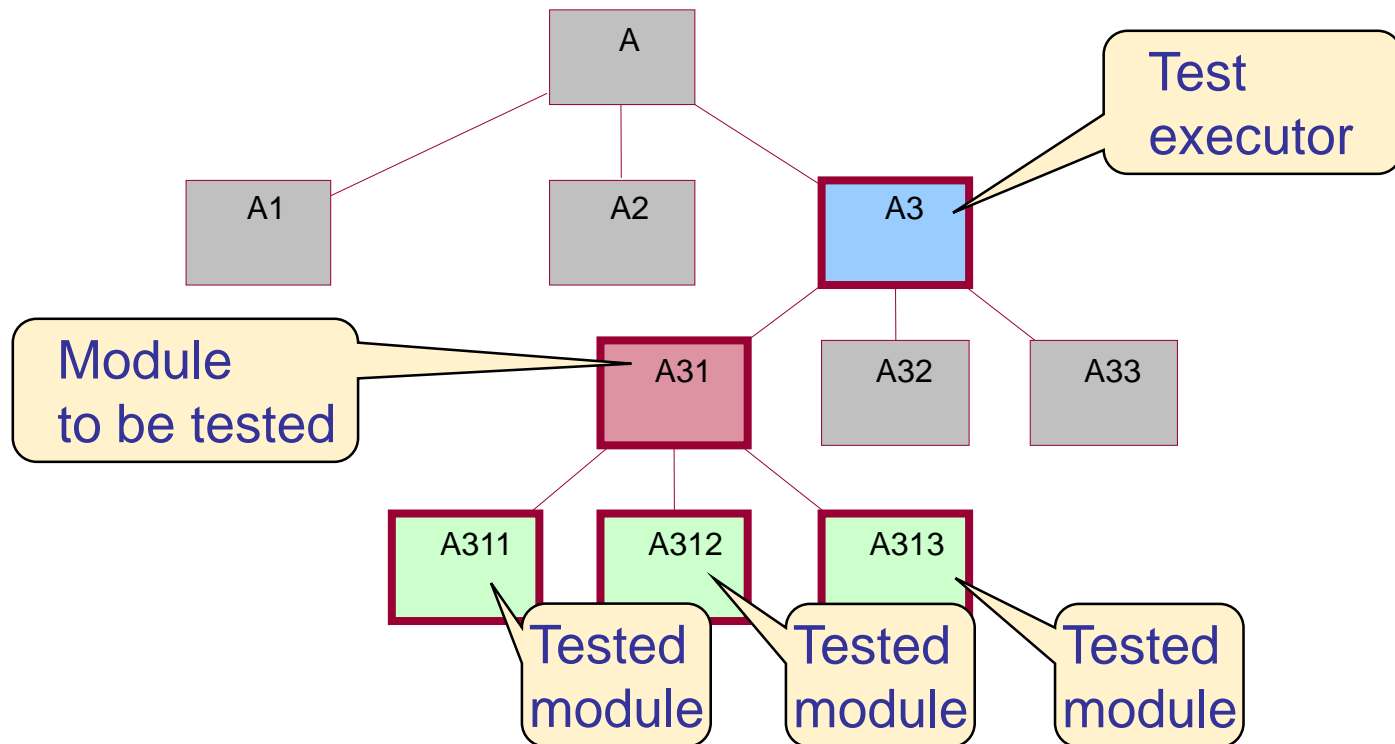 A
Test
executor
A1
A2
A3
Module
to be tested
A31
A32
A33
A311
A312
A313
Tested
module
Tested
module
Tested
module